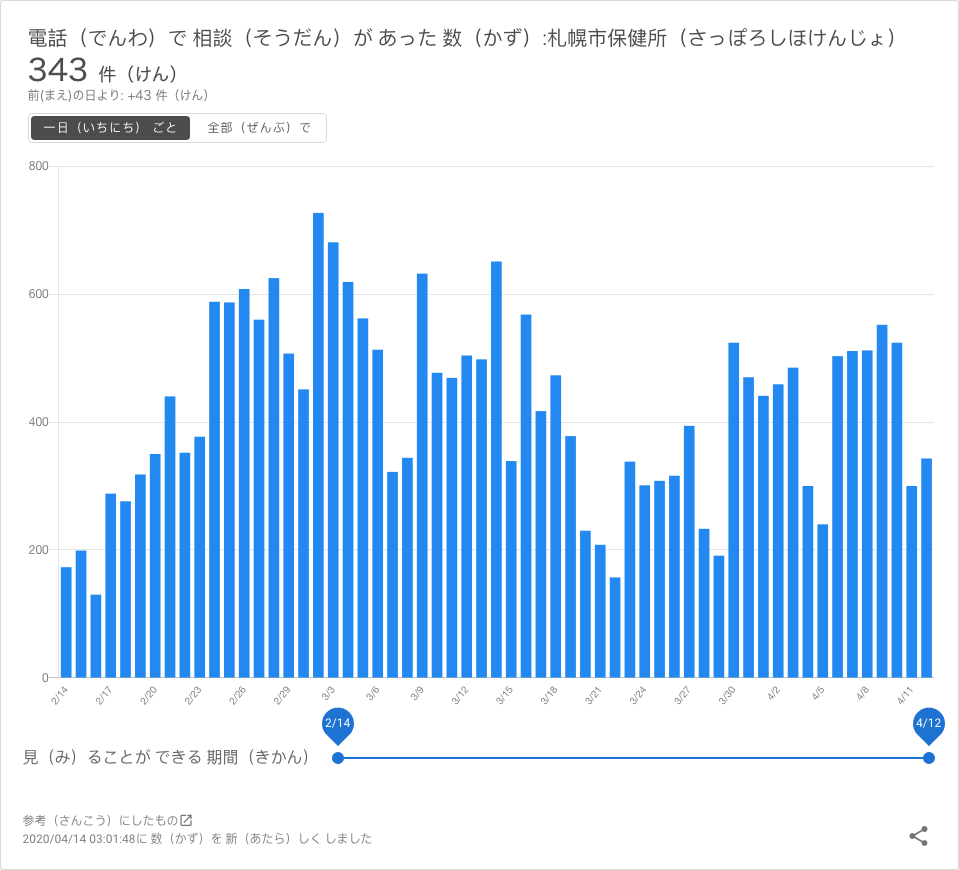 電話（でんわ）で 相談（そうだん）が あった 数（かず）:札幌市保健所（さっぽろしほけんじょ）
343 件（けん）
前(まえ)の日より: +43 件（けん）
一日（いちにち） ごと 全部（ぜんぶ）で
800
600
400
200
0
2/14 2/17 2/20 2/23 2/26 2/29 3/3 3/6 3/9 3/12 3/15 3/18 3/21 3/24 3/27 3/30 4/2 4/5 4/8 4/11
2/14 4/12
見（み）ることが できる 期間（きかん）
参考（さんこう）にしたもの
2020/04/14 03:01:48に 数（かず）を 新（あたら）しく しました